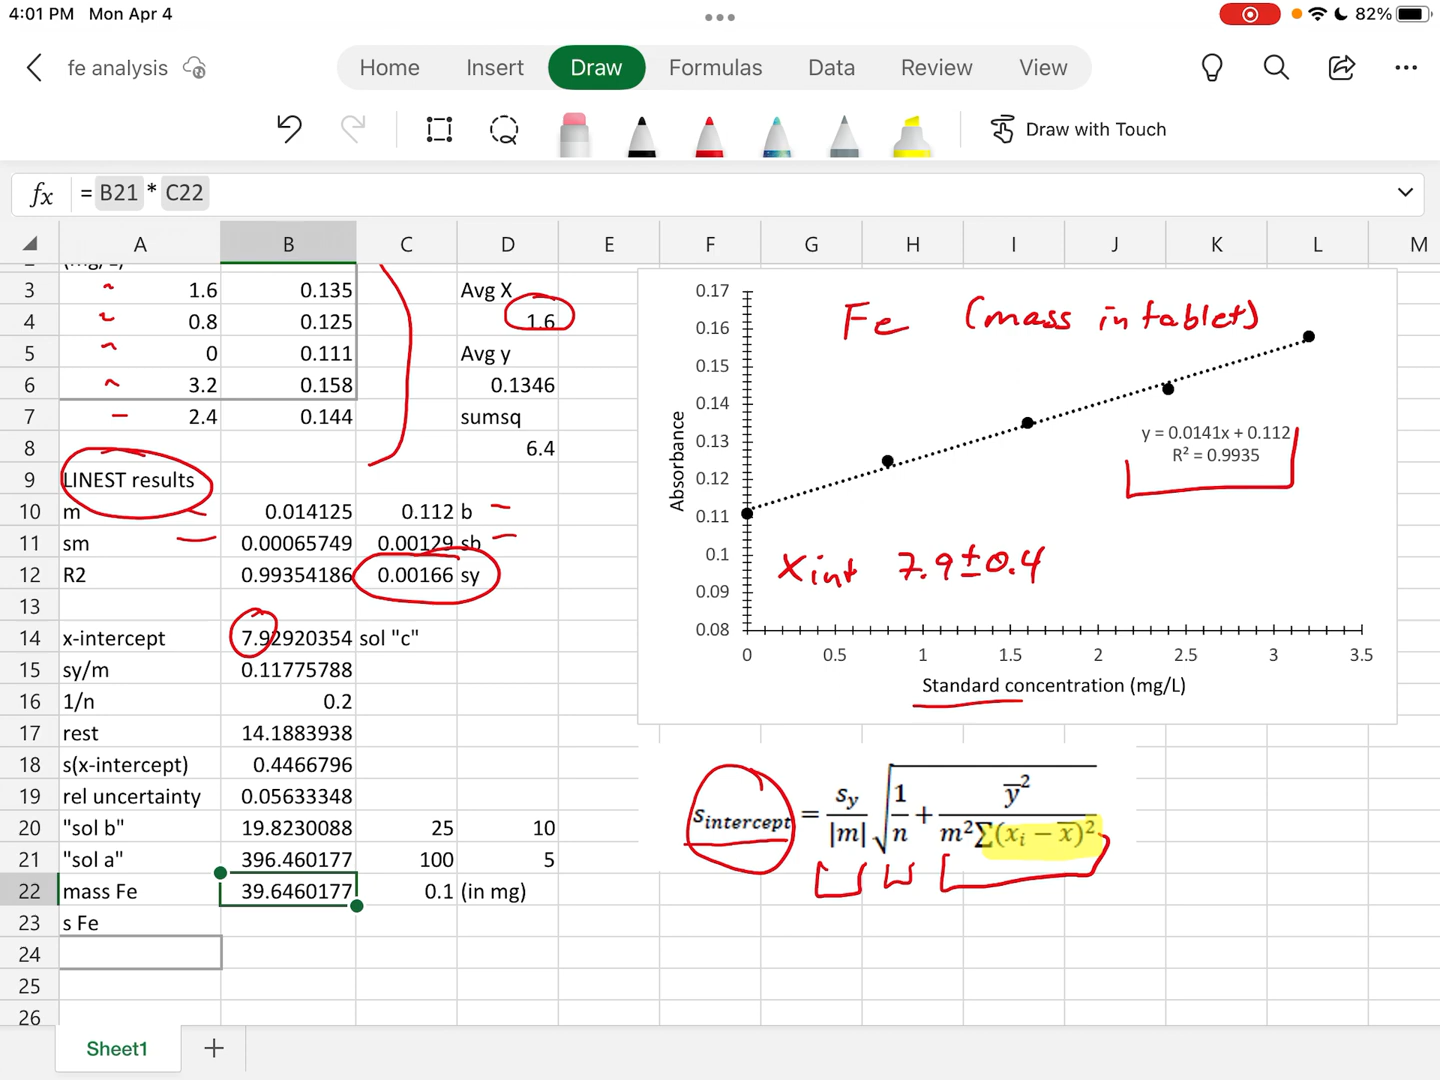 4:01 PM Mon Apr 4 82%
fe analysis Home Insert Draw Formulas Data Review View
Draw with Touch
fx = B21 * C22
A B C D E F G H I J K L M
3 1.6 0.135 Avg X
4 0.8 0.125 1.6
5 0 0.111 Avg y
6 3.2 0.158 0.1346
7 2.4 0.144 sumsq
8 6.4
9 LINEST results
10 m 0.014125 0.112 b
11 sm 0.00065749 0.00129 sb
12 R2 0.99354186 0.00166 sy
13
14 x-intercept 7.92920354 sol "c"
15 sy/m 0.11775788
16 1/n 0.2
17 rest 14.1883938
18 s(x-intercept) 0.4466796
19 rel uncertainty 0.05633348
20 "sol b" 19.8230088 25 10
21 "sol a" 396.460177 100 5
22 mass Fe 39.6460177 0.1 (in mg)
23 s Fe
24
25
26
Sheet1 +
Fe (mass in tablet)
0.17
0.16
0.15
0.14
0.13
0.12
0.11
0.1
0.09
0.08
Absorbance
y = 0.0141x + 0.112
R² = 0.9935
Xint 7.9±0.4
0 0.5 1 1.5 2 2.5 3 3.5
Standard concentration (mg/L)
s_intercept = s_y/|m| √(1/n + y̅²/(m²∑(x_i − x̅)²))